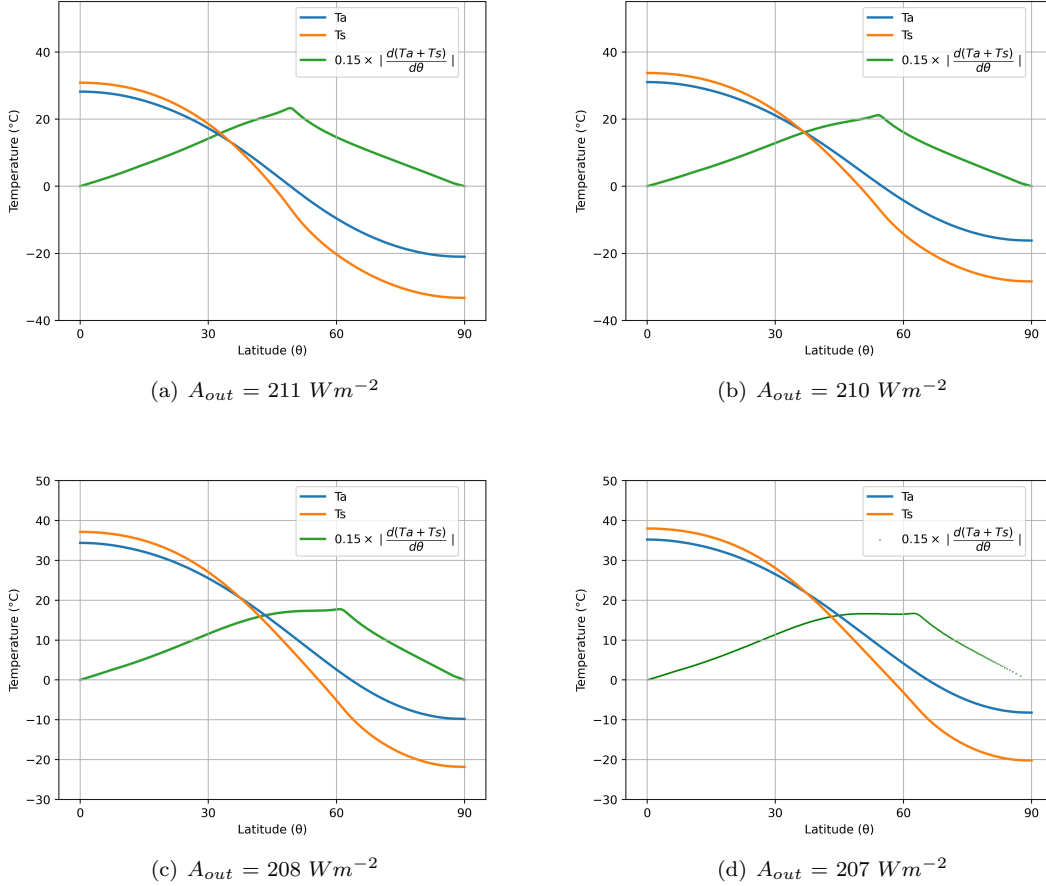 Ta
Ts
0.15 × | d(Ta + Ts)/dθ |
Temperature (°C)
40
20
0
−20
−40
0 30 60 90
Latitude (θ)
(a) A_out = 211 Wm⁻²
Ta
Ts
0.15 × | d(Ta + Ts)/dθ |
Temperature (°C)
40
20
0
−20
−40
0 30 60 90
Latitude (θ)
(b) A_out = 210 Wm⁻²
Ta
Ts
0.15 × | d(Ta + Ts)/dθ |
Temperature (°C)
50
40
30
20
10
0
−10
−20
−30
0 30 60 90
Latitude (θ)
(c) A_out = 208 Wm⁻²
Ta
Ts
0.15 × | d(Ta + Ts)/dθ |
Temperature (°C)
50
40
30
20
10
0
−10
−20
−30
0 30 60 90
Latitude (θ)
(d) A_out = 207 Wm⁻²